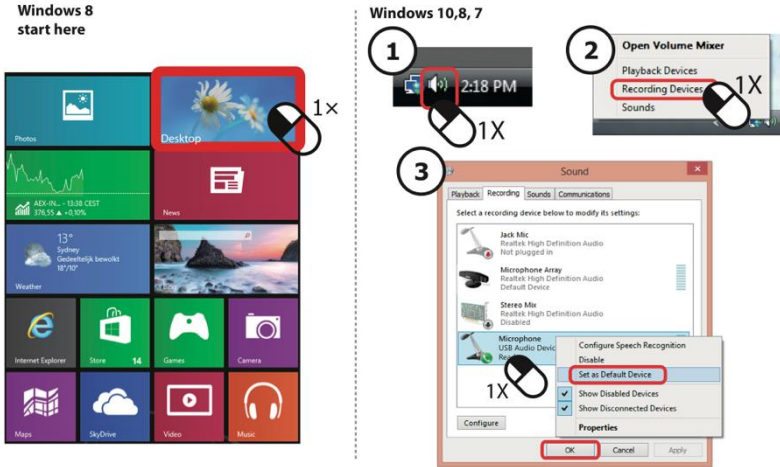 Windows 8
start here
Photos
Desktop
1×
AEX-IN... - 13:38 CEST
376,55 ▲ +0,10%
News
13°
Sydney
Gedeeltelijk bewolkt
18°/10°
Weather
Internet Explorer
Store
14
Games
Camera
Maps
SkyDrive
Video
Music
Windows 10,8, 7
1
2:18 PM
1X
2
Open Volume Mixer
Playback Devices
Recording Devices
Sounds
1X
3
Sound
Playback Recording Sounds Communications
Select a recording device below to modify its settings:
Jack Mic
Realtek High Definition Audio
Not plugged in
Microphone Array
Realtek High Definition Audio
Default Device
Stereo Mix
Realtek High Definition Audio
Disabled
Microphone
USB Audio Devic
1X
Configure Speech Recognition
Disable
Set as Default Device
Show Disabled Devices
Show Disconnected Devices
Properties
Configure
OK Cancel Apply